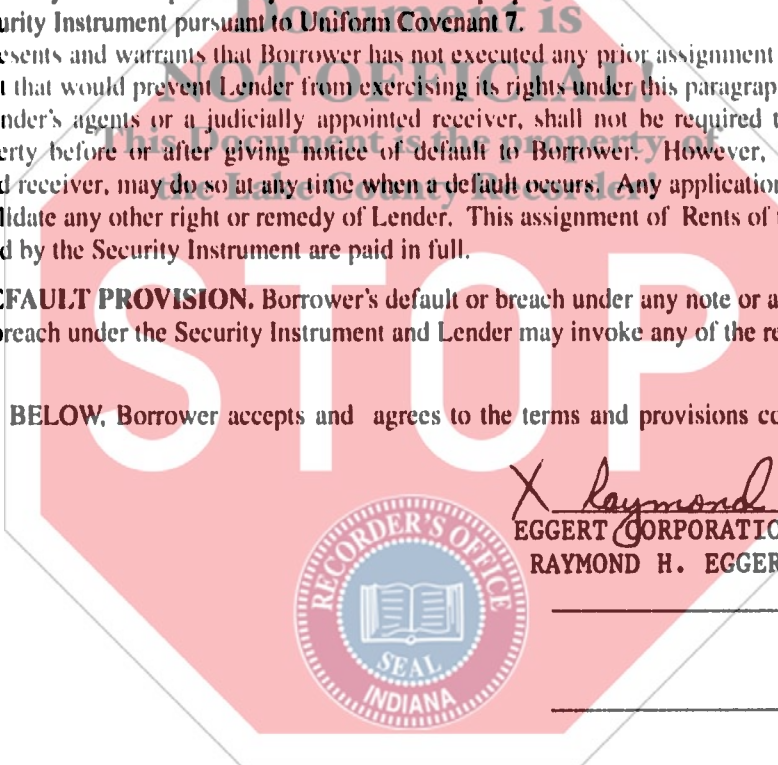 urity Instrument pursuant to Uniform Covenant 7.
esents and warrants that Borrower has not executed any prior assignment
t that would prevent Lender from exercising its rights under this paragrap
nder's agents or a judicially appointed receiver, shall not be required t
erty before or after giving notice of default to Borrower. However,
d receiver, may do so at any time when a default occurs. Any application
lidate any other right or remedy of Lender. This assignment of Rents of
d by the Security Instrument are paid in full.
EFAULT PROVISION. Borrower's default or breach under any note or a
breach under the Security Instrument and Lender may invoke any of the re
BELOW, Borrower accepts and agrees to the terms and provisions co
X Raymond
EGGERT CORPORATIO
RAYMOND H. EGGER
Document is
NOT OFFICIAL!
This Document is the property of
the Lake County Recorder!
STOP
RECORDER'S OFFICE
SEAL
INDIANA